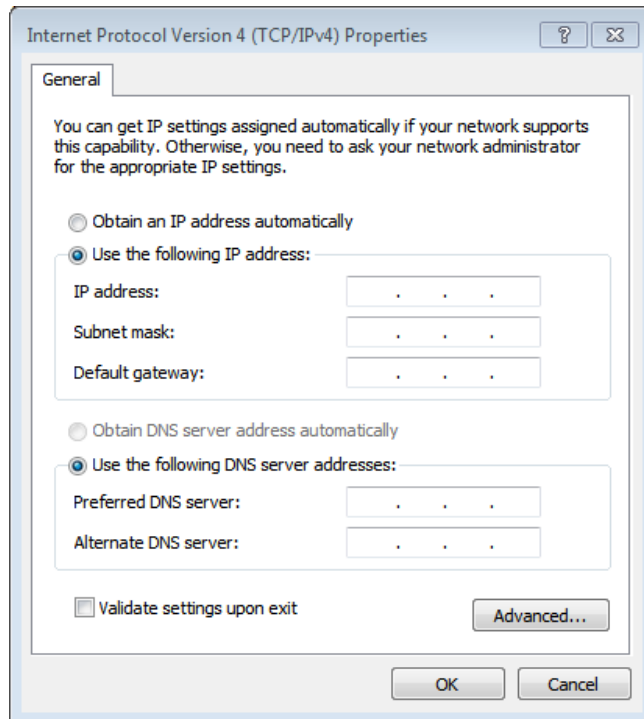 Internet Protocol Version 4 (TCP/IPv4) Properties
General
You can get IP settings assigned automatically if your network supports
this capability. Otherwise, you need to ask your network administrator
for the appropriate IP settings.
Obtain an IP address automatically
Use the following IP address:
IP address: . . .
Subnet mask: . . .
Default gateway: . . .
Obtain DNS server address automatically
Use the following DNS server addresses:
Preferred DNS server: . . .
Alternate DNS server: . . .
Validate settings upon exit
Advanced...
OK Cancel